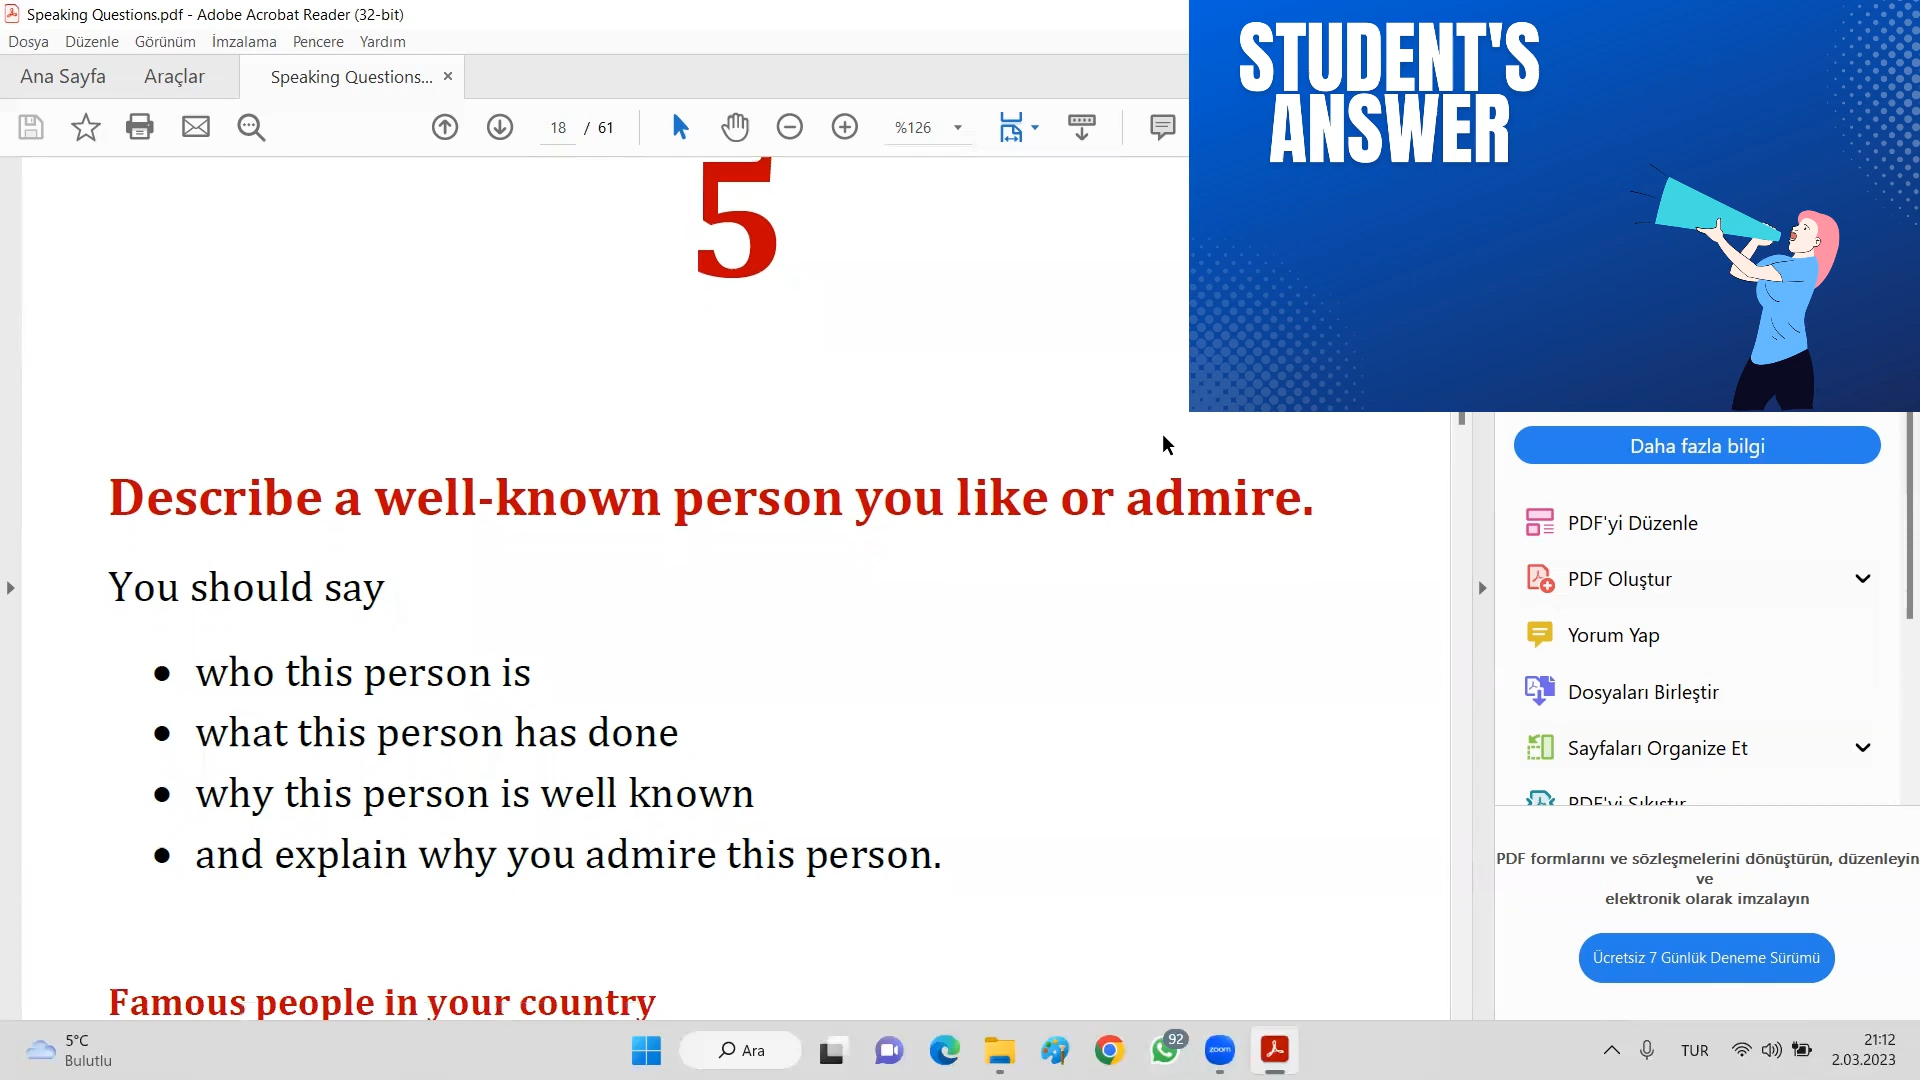 Speaking Questions.pdf - Adobe Acrobat Reader (32-bit)
Dosya Düzenle Görünüm İmzalama Pencere Yardım
Ana Sayfa Araçlar Speaking Questions... ×
18 / 61 %126
STUDENT'S
ANSWER
5
Describe a well-known person you like or admire.
You should say
• who this person is
• what this person has done
• why this person is well known
• and explain why you admire this person.
Famous people in your country
Daha fazla bilgi
PDF'yi Düzenle
PDF Oluştur
Yorum Yap
Dosyaları Birleştir
Sayfaları Organize Et
PDF'yi Sıkıştır
PDF formlarını ve sözleşmelerini dönüştürün, düzenleyin
ve
elektronik olarak imzalayın
Ücretsiz 7 Günlük Deneme Sürümü
5°C
Bulutlu
Ara
92
zoom
TUR
21:12
2.03.2023